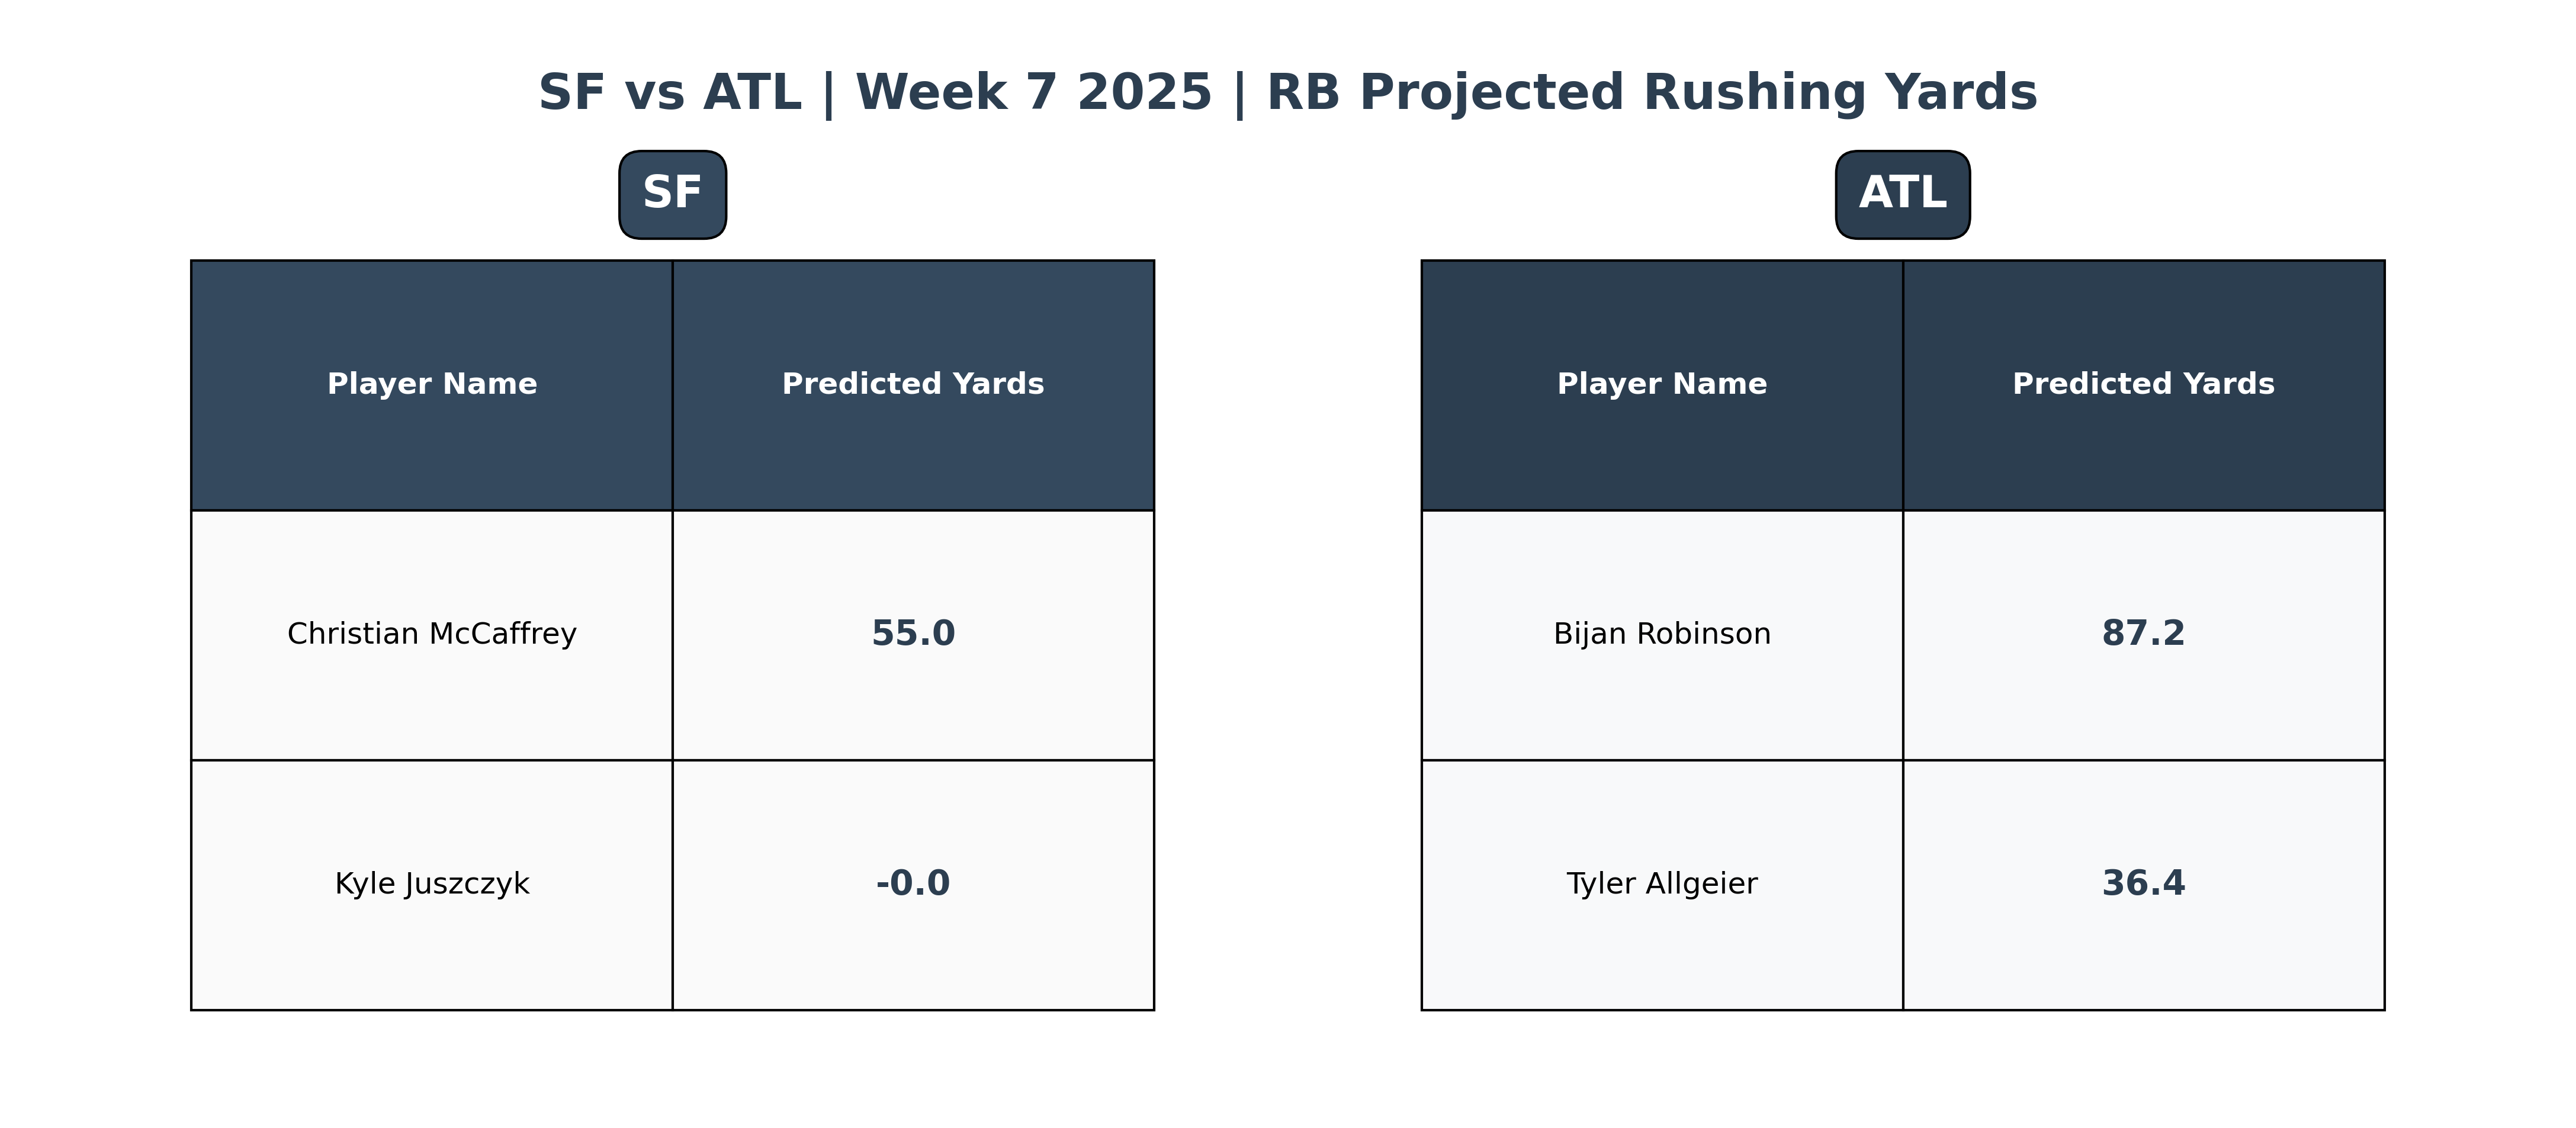 SF vs ATL | Week 7 2025 | RB Projected Rushing Yards
SF
Player Name Predicted Yards
Christian McCaffrey 55.0
Kyle Juszczyk -0.0
ATL
Player Name Predicted Yards
Bijan Robinson 87.2
Tyler Allgeier 36.4